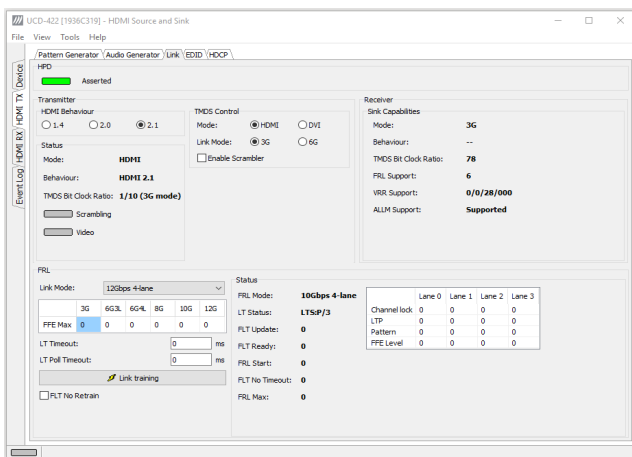 UCD-422 [1936C319] - HDMI Source and Sink
File View Tools Help
Device
HDMI TX
HDMI RX
Event Log
Pattern Generator Audio Generator Link EDID HDCP
HPD
Asserted
Transmitter
HDMI Behaviour
1.4 2.0 2.1
Status
Mode: HDMI
Behaviour: HDMI 2.1
TMDS Bit Clock Ratio: 1/10 (3G mode)
Scrambling
Video
TMDS Control
Mode: HDMI DVI
Link Mode: 3G 6G
Enable Scrambler
Receiver
Sink Capabilities
Mode: 3G
Behaviour: --
TMDS Bit Clock Ratio: 78
FRL Support: 6
VRR Support: 0/0/28/000
ALLM Support: Supported
FRL
Link Mode: 12Gbps 4-lane
3G 6G3L 6G4L 8G 10G 12G
FFE Max 0 0 0 0 0 0
LT Timeout: 0 ms
LT Poll Timeout: 0 ms
Link training
FLT No Retrain
Status
FRL Mode: 10Gbps 4-lane
LT Status: LTS:P/3
FLT Update: 0
FLT Ready: 0
FRL Start: 0
FLT No Timeout: 0
FRL Max: 0
Lane 0 Lane 1 Lane 2 Lane 3
Channel lock 0 0 0 0
LTP 0 0 0 0
Pattern 0 0 0 0
FFE Level 0 0 0 0